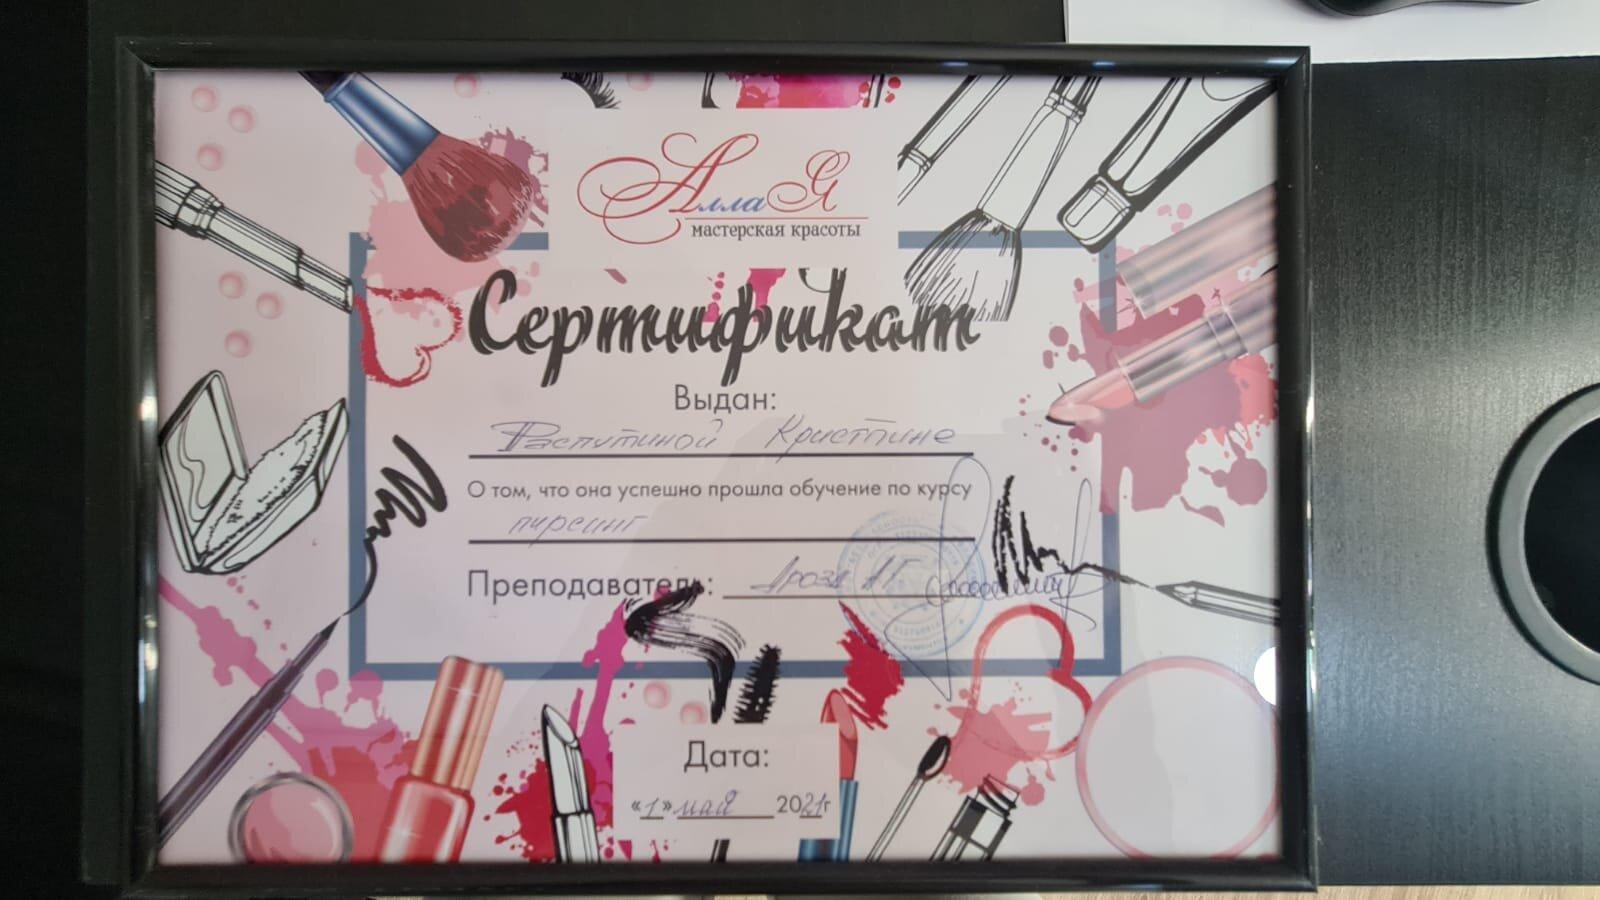 Алла Я
мастерская красоты
Сертификат
Выдан:
Распутиной Кристине
О том, что она успешно прошла обучение по курсу
пирсинг
Преподаватель:
Дата:
«1» май 2021г